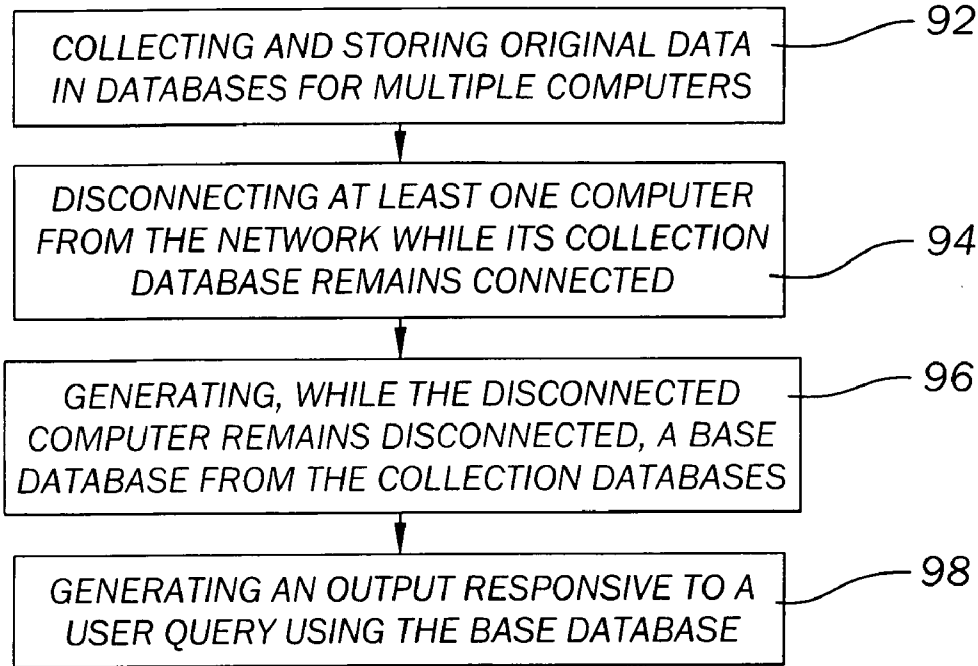 COLLECTING AND STORING ORIGINAL DATA
IN DATABASES FOR MULTIPLE COMPUTERS
92
DISCONNECTING AT LEAST ONE COMPUTER
FROM THE NETWORK WHILE ITS COLLECTION
DATABASE REMAINS CONNECTED
94
GENERATING, WHILE THE DISCONNECTED
COMPUTER REMAINS DISCONNECTED, A BASE
DATABASE FROM THE COLLECTION DATABASES
96
GENERATING AN OUTPUT RESPONSIVE TO A
USER QUERY USING THE BASE DATABASE
98